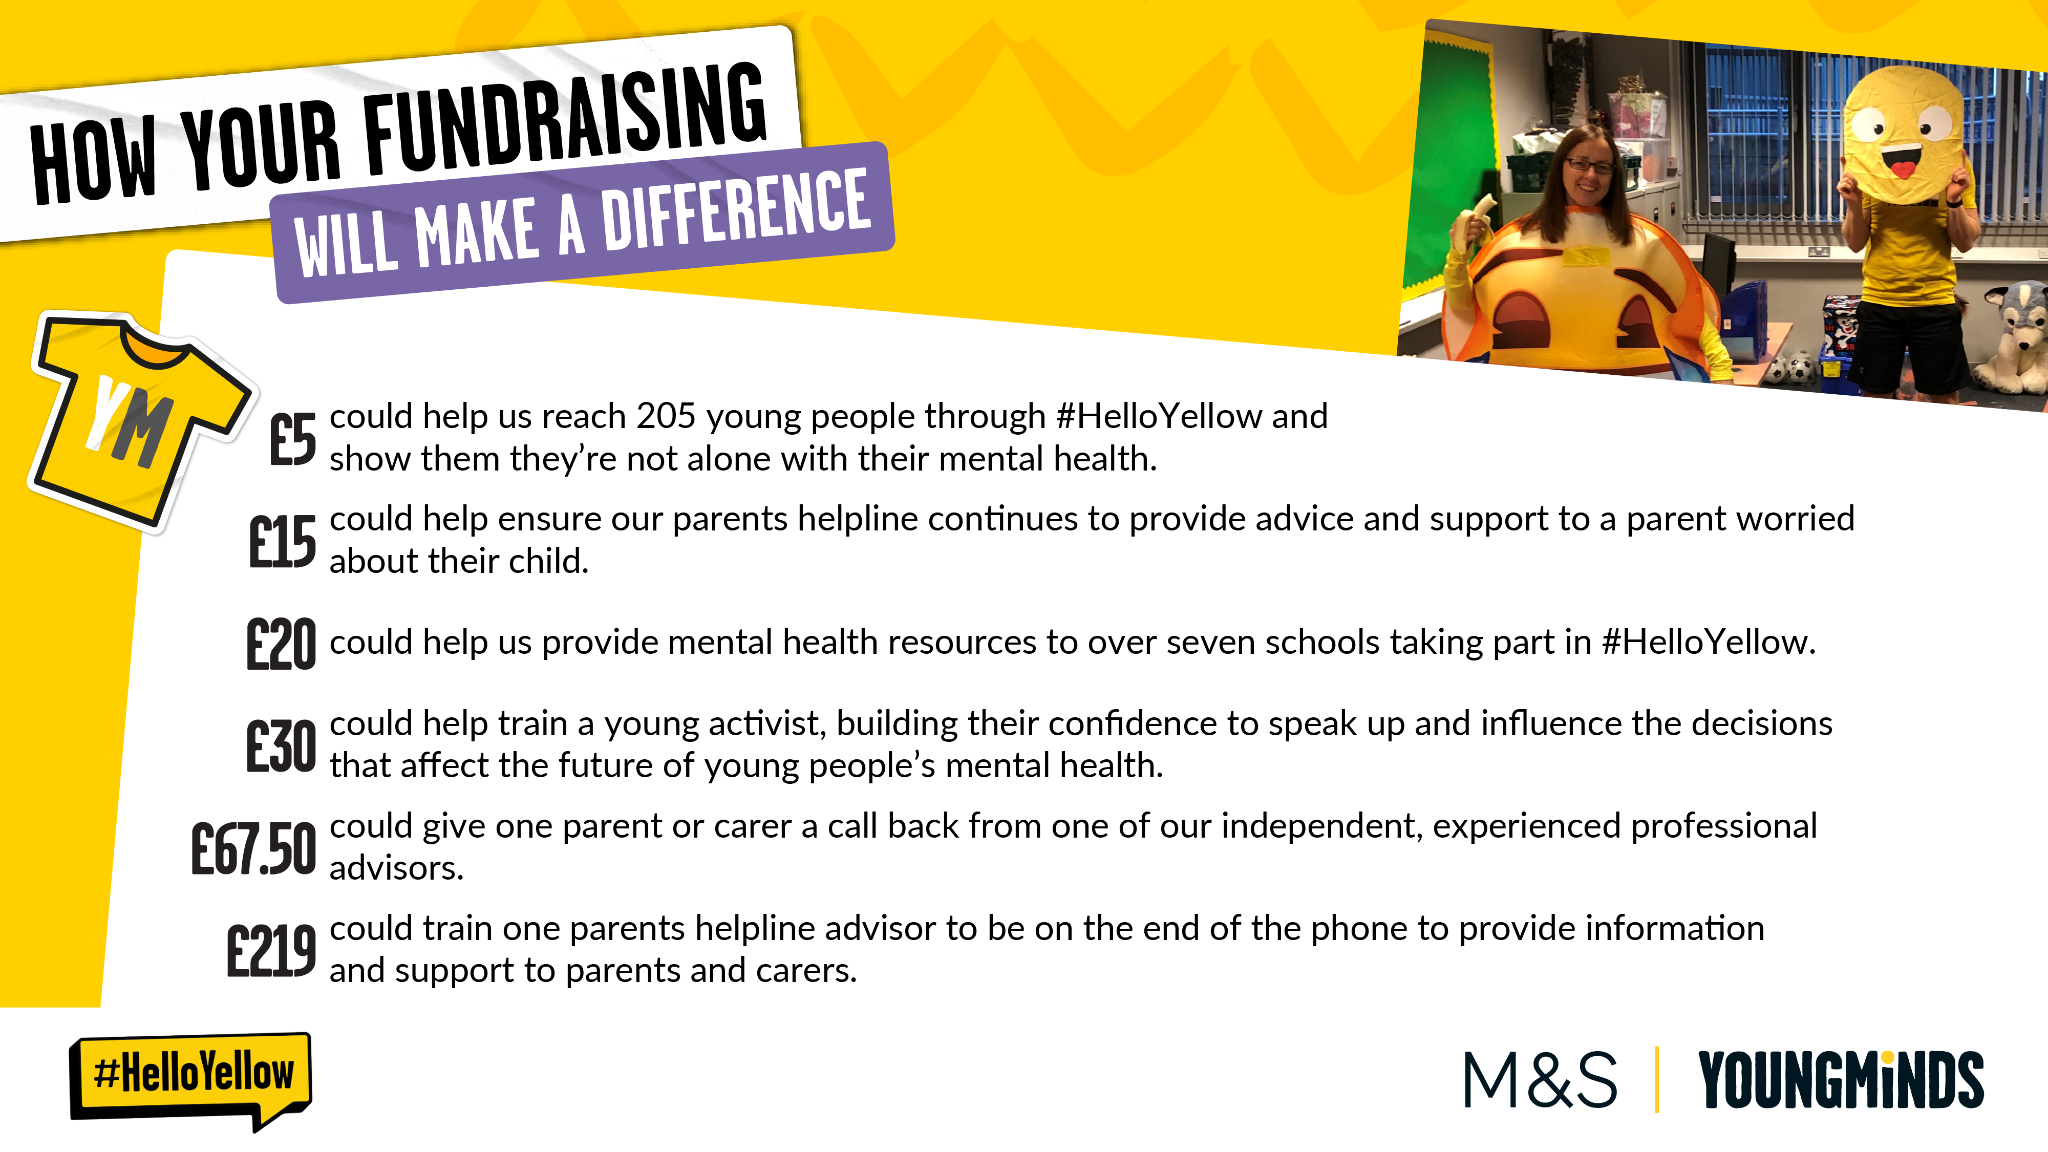 HOW YOUR FUNDRAISING
WILL MAKE A DIFFERENCE
YM
£5 could help us reach 205 young people through #HelloYellow and
show them they’re not alone with their mental health.
£15 could help ensure our parents helpline continues to provide advice and support to a parent worried
about their child.
£20 could help us provide mental health resources to over seven schools taking part in #HelloYellow.
£30 could help train a young activist, building their confidence to speak up and influence the decisions
that affect the future of young people’s mental health.
£67.50 could give one parent or carer a call back from one of our independent, experienced professional
advisors.
£219 could train one parents helpline advisor to be on the end of the phone to provide information
and support to parents and carers.
#HelloYellow
M&S | YOUNGMiNDS